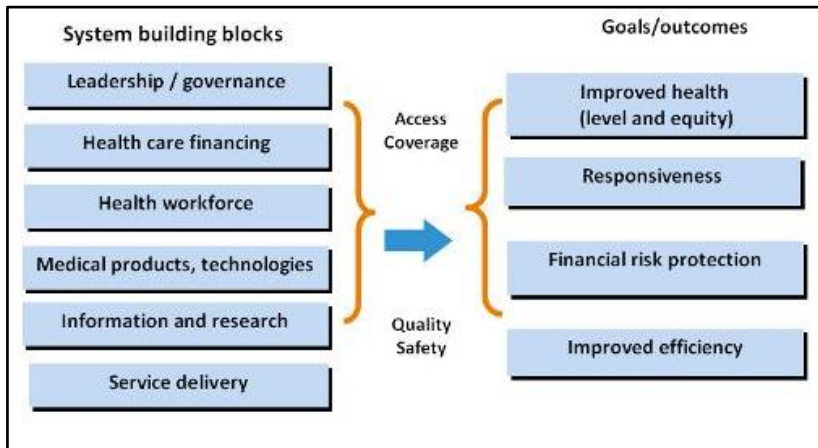 System building blocks
Leadership / governance
Health care financing
Health workforce
Medical products, technologies
Information and research
Service delivery
Access
Coverage
Quality
Safety
Goals/outcomes
Improved health
(level and equity)
Responsiveness
Financial risk protection
Improved efficiency